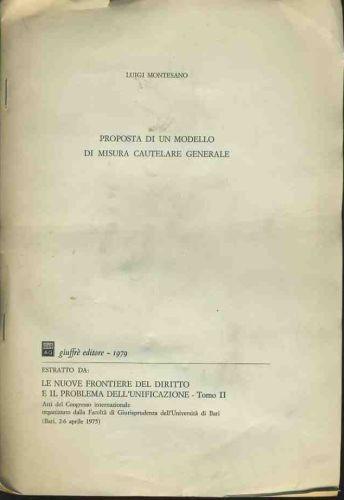 LUIGI MONTESANO
PROPOSTA DI UN MODELLO
DI MISURA CAUTELARE GENERALE
AG giuffrè editore - 1979
ESTRATTO DA:
LE NUOVE FRONTIERE DEL DIRITTO
E IL PROBLEMA DELL'UNIFICAZIONE - Tomo II
Atti del Congresso internazionale
organizzato dalla Facoltà di Giurisprudenza dell'Università di Bari
(Bari, 2-6 aprile 1975)